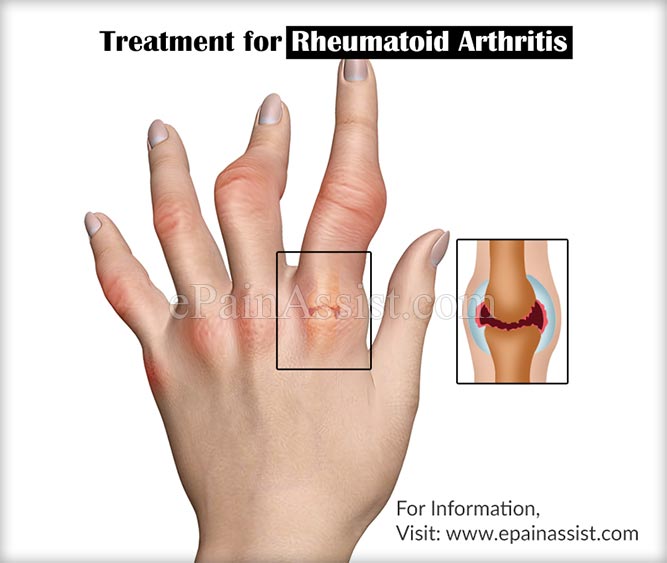 Treatment for Rheumatoid Arthritis
ePainAssist.com
For Information,
Visit: www.epainassist.com